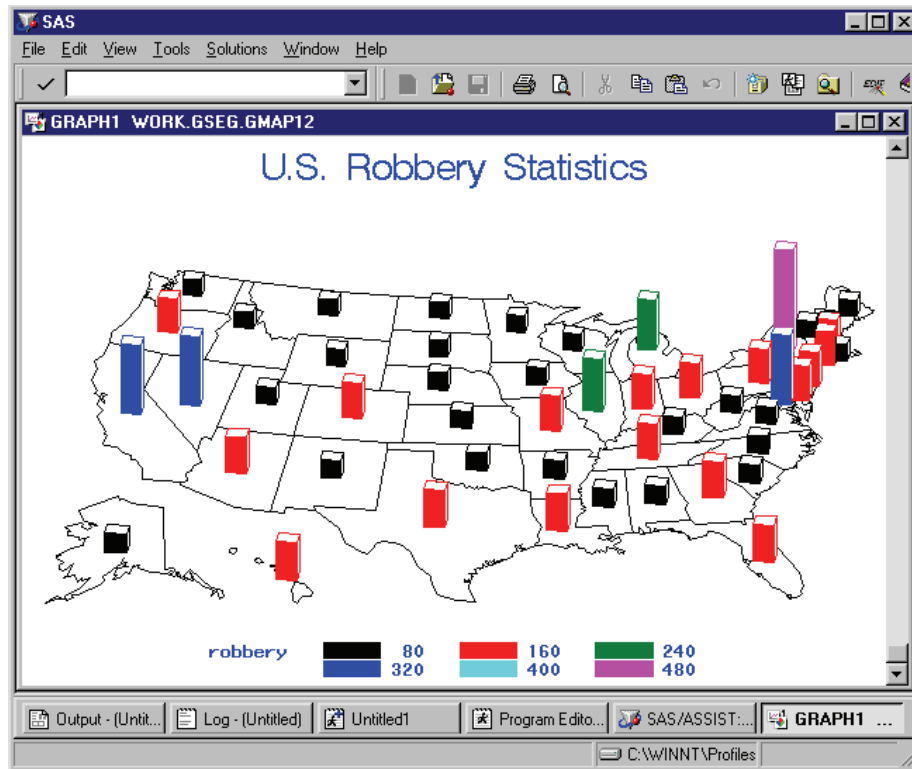 SAS
File Edit View Tools Solutions Window Help
GRAPH1 WORK.GSEG.GMAP12
U.S. Robbery Statistics
robbery 80 160 240
320 400 480
Output - (Untit... Log - (Untitled) Untitled1 Program Edito... SAS/ASSIST:... GRAPH1 ...
C:\WINNT\Profiles